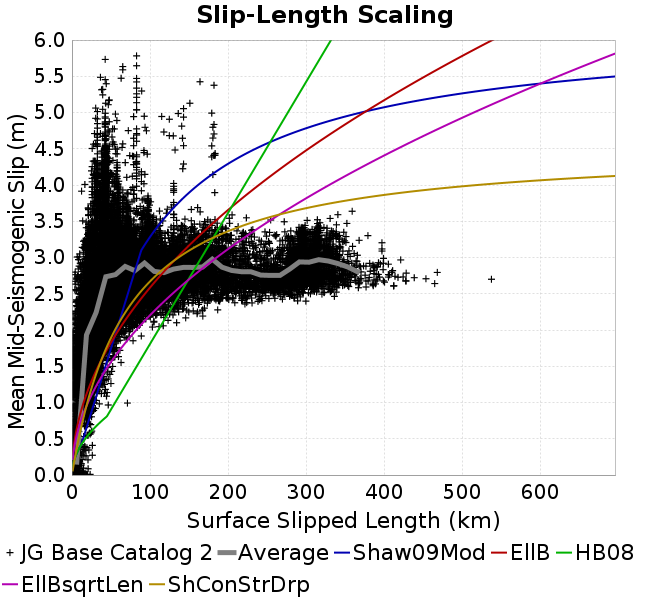 Slip-Length Scaling
Mean Mid-Seismogenic Slip (m)
6.0
5.5
5.0
4.5
4.0
3.5
3.0
2.5
2.0
1.5
1.0
0.5
0.0
0 100 200 300 400 500 600
Surface Slipped Length (km)
JG Base Catalog 2 Average Shaw09Mod EllB HB08
EllBsqrtLen ShConStrDrp